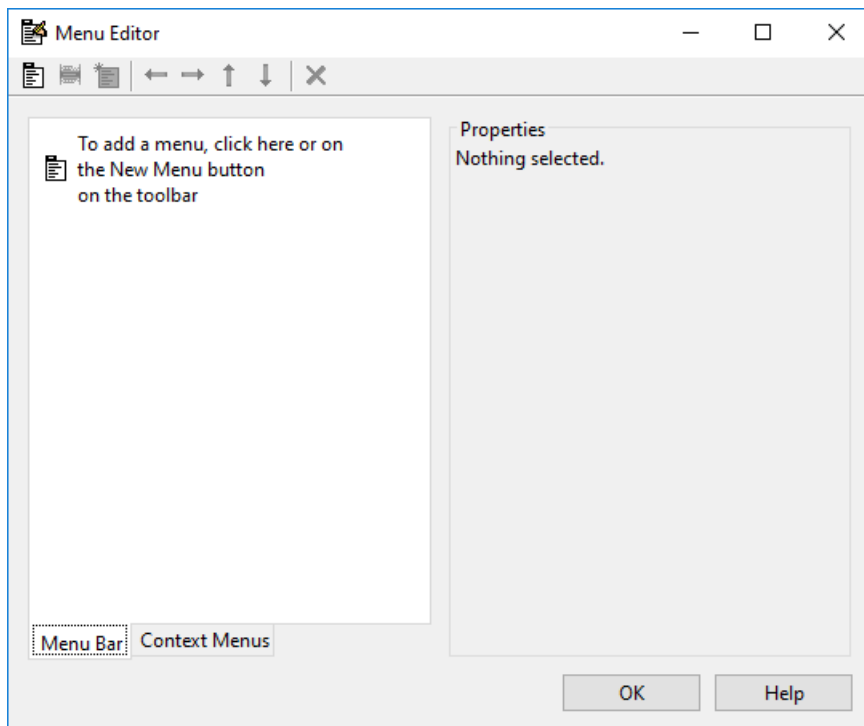 Menu Editor
To add a menu, click here or on
the New Menu button
on the toolbar
Properties
Nothing selected.
Menu Bar
Context Menus
OK
Help